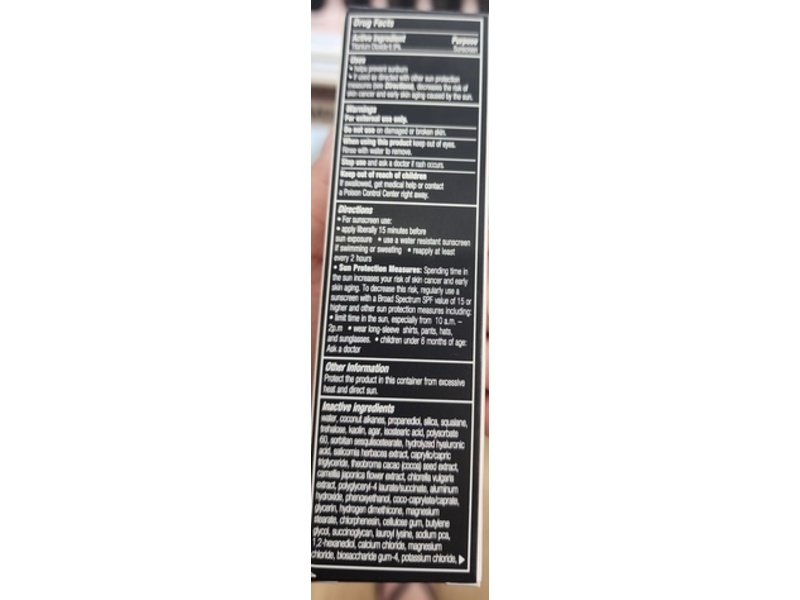 Drug Facts
Active Ingredient Purpose
Titanium Dioxide Sunscreen
Uses
• helps prevent sunburn
• if used as directed with other sun protection
measures (see Directions, decreases the risk of
skin cancer and early skin aging caused by the sun.
Warnings
For external use only.
Do not use on damaged or broken skin.
When using this product keep out of eyes.
Rinse with water to remove.
Stop use and ask a doctor if rash occurs
Keep out of reach of children
If swallowed, get medical help or contact
a Poison Control Center right away.
Directions
• For sunscreen use:
• apply liberally 15 minutes before
sun exposure • use a water resistant sunscreen
if swimming or sweating • reapply at least
every 2 hours
• Sun Protection Measures: Spending time in
the sun increases your risk of skin cancer and early
skin aging. To decrease this risk, regularly use a
sunscreen with a Broad Spectrum SPF value of 15 or
higher and other sun protection measures including:
• limit time in the sun, especially from 10 a.m. –
2p.m • wear long-sleeve shirts, pants, hats,
and sunglasses. • children under 6 months of age:
Ask a doctor
Other Information
Protect the product in this container from excessive
heat and direct sun.
Inactive Ingredients
water, coconut alkanes, propanediol, silica, squalane,
trehalose, kaolin, agar, isostearic acid, polysorbate
60, sorbitan sesquiisostearate, hydrolyzed hyaluronic
acid, salicornia herbacea extract, caprylic/capric
triglyceride, theobroma cacao (cocoa) seed extract,
camellia japonica flower extract, chlorella vulgaris
extract, polyglyceryl-4 laurate/succinate, aluminum
hydroxide, phenoxyethanol, coco-caprylate/caprate,
glycerin, hydrogen dimethicone, magnesium
stearate, chlorphenesin, cellulose gum, butylene
glycol, succinoglycan, lauroyl lysine, sodium pca,
1,2-hexanediol, calcium chloride, magnesium
chloride, biosaccharide gum-4, potassium chloride,